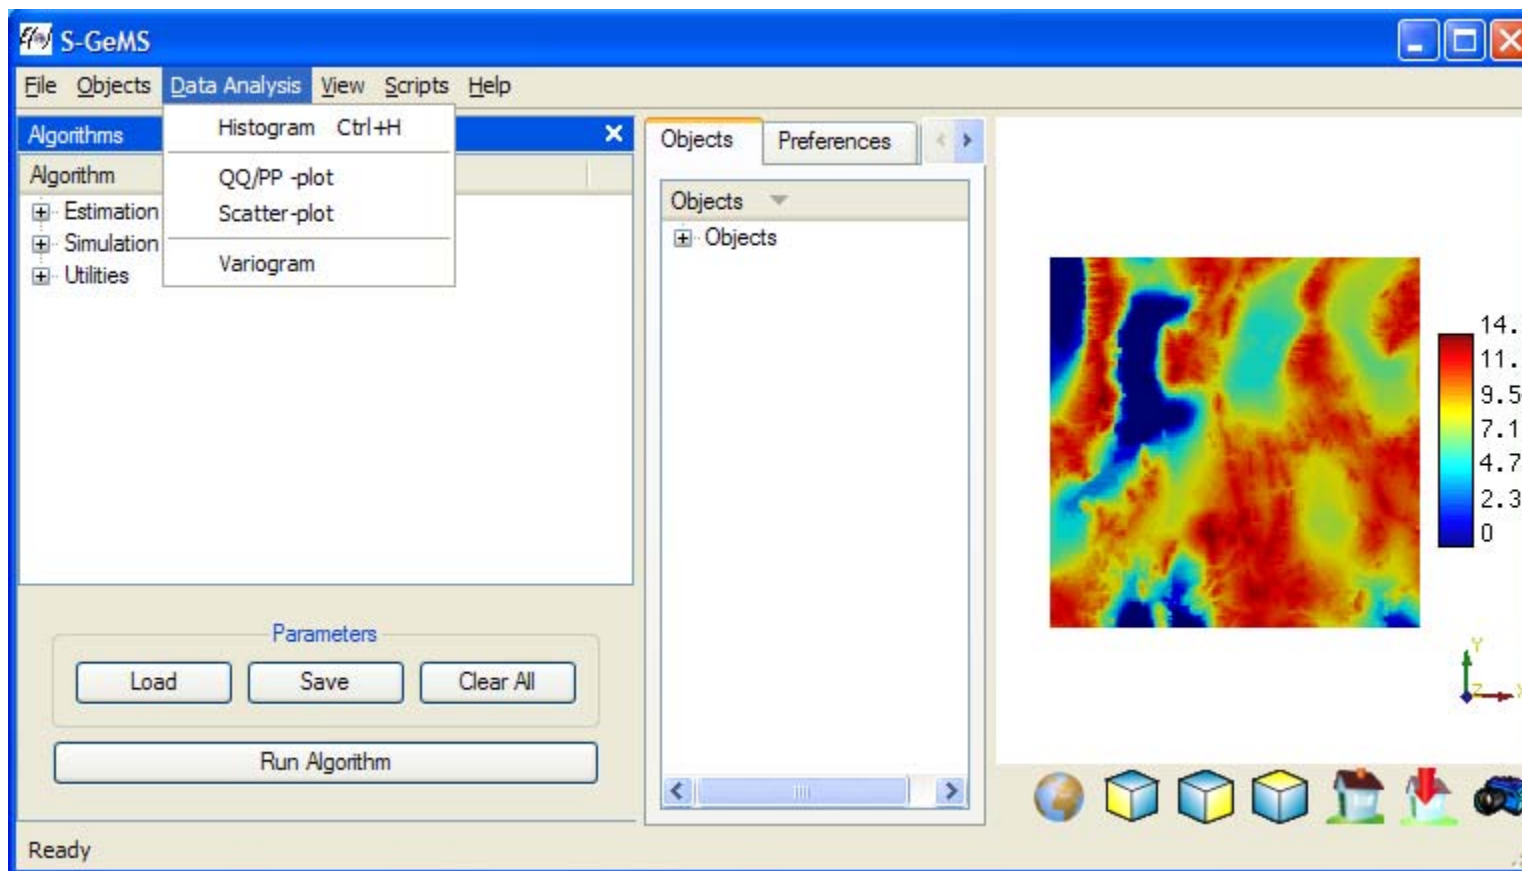 S-GeMS
File Objects Data Analysis View Scripts Help
Algorithms
Algorithm
Estimation
Simulation
Utilities
Histogram Ctrl+H
QQ/PP -plot
Scatter-plot
Variogram
Parameters
Load Save Clear All
Run Algorithm
Objects Preferences
Objects
Objects
14.
11.
9.5
7.1
4.7
2.3
0
Y
Z X
Ready